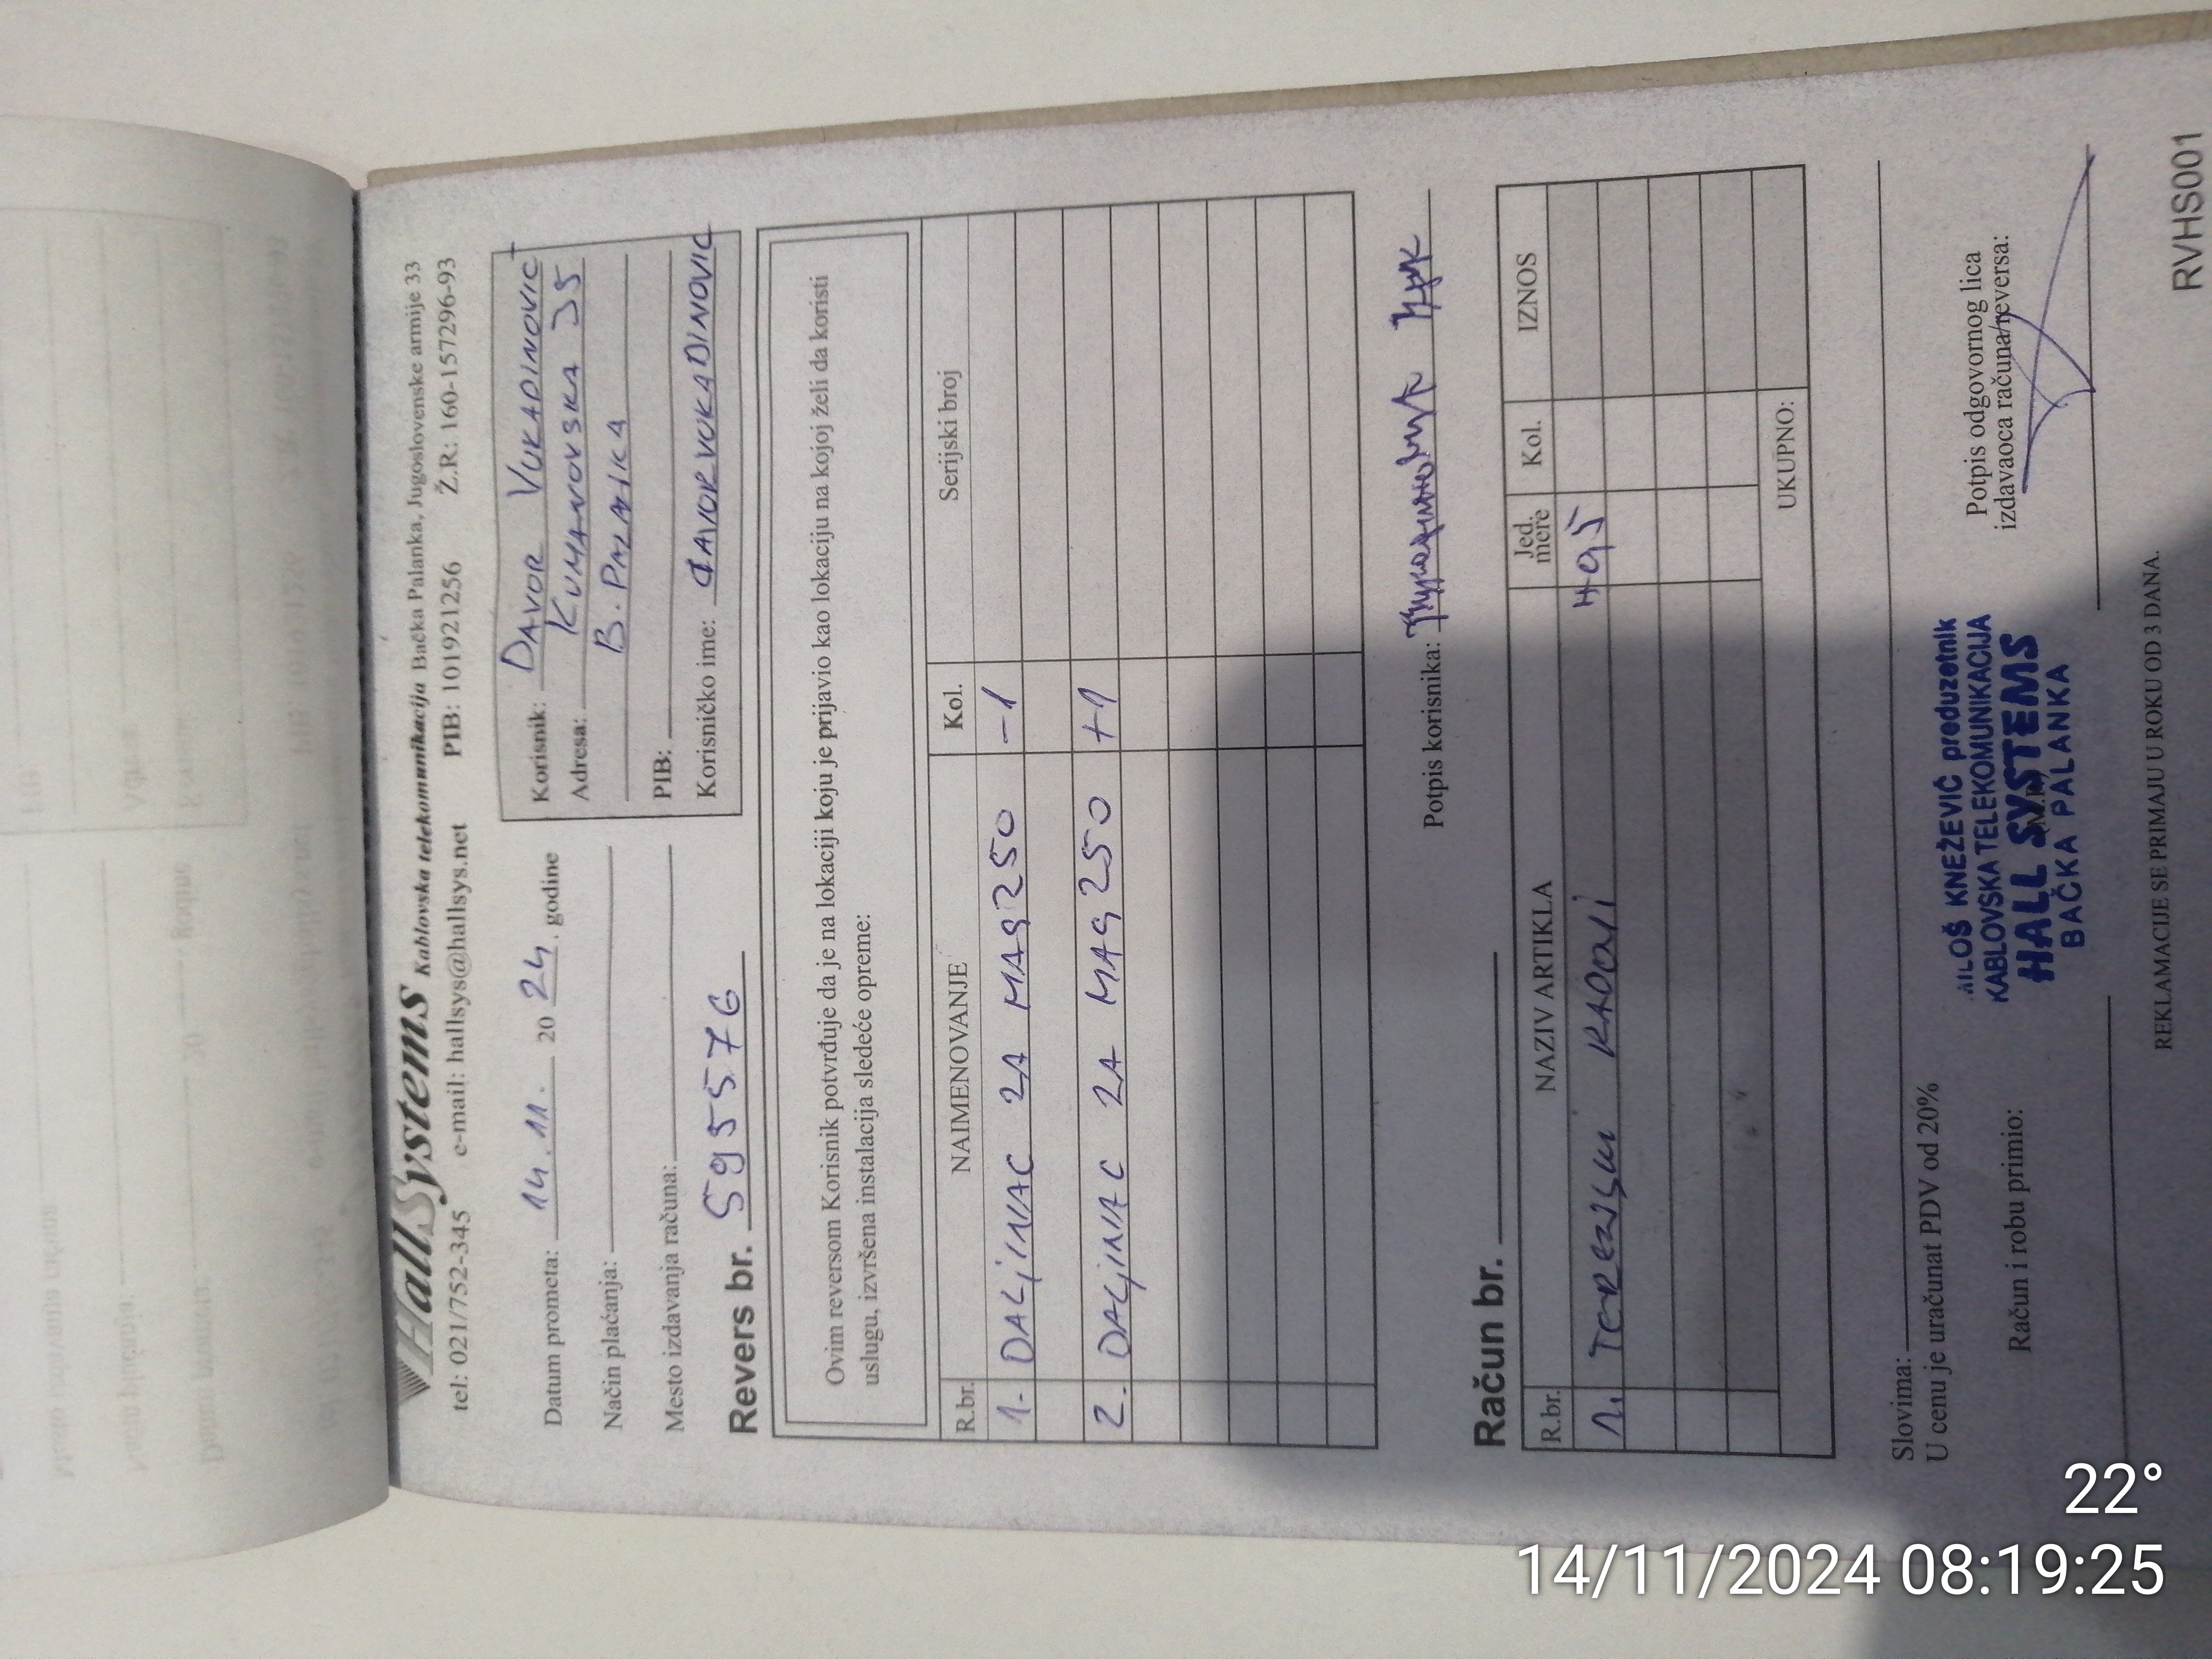 HallSystems Kablovska telekomunikacija Bačka Palanka, Jugoslovenske armije 33
tel: 021/752-345 e-mail: hallsys@hallsys.net PIB: 101921256 Ž.R.: 160-157296-93
Datum prometa: 14.11. 20 24. godine
Način plaćanja:
Mesto izdavanja računa:
Korisnik: DAVOR VUKADINOVIĆ
Adresa: KUMANOVSKA 35
B. PALANKA
PIB:
Korisničko ime: DAVORVUKADINOVIC
Revers br. 595576
Ovim reversom Korisnik potvrđuje da je na lokaciji koju je prijavio kao lokaciju na kojoj želi da koristi
uslugu, izvršena instalacija sledeće opreme:
R.br. NAIMENOVANJE Kol. Serijski broj
1. DALJINAC ZA MAG250 -1
2. DALJINAC ZA MAG250 +1
Potpis korisnika:
Račun br.
R.br. NAZIV ARTIKLA Jed. mere Kol. IZNOS
1.
UKUPNO:
Slovima:
U cenu je uračunat PDV od 20%
Račun i robu primio:
MILOŠ KNEŽEVIĆ preduzetnik
KABLOVSKA TELEKOMUNIKACIJA
HALL SYSTEMS
BAČKA PALANKA
(M.P.)
Potpis odgovornog lica
izdavaoca računa/reversa:
REKLAMACIJE SE PRIMAJU U ROKU OD 3 DANA.
RVHS001
22°
14/11/2024 08:19:25